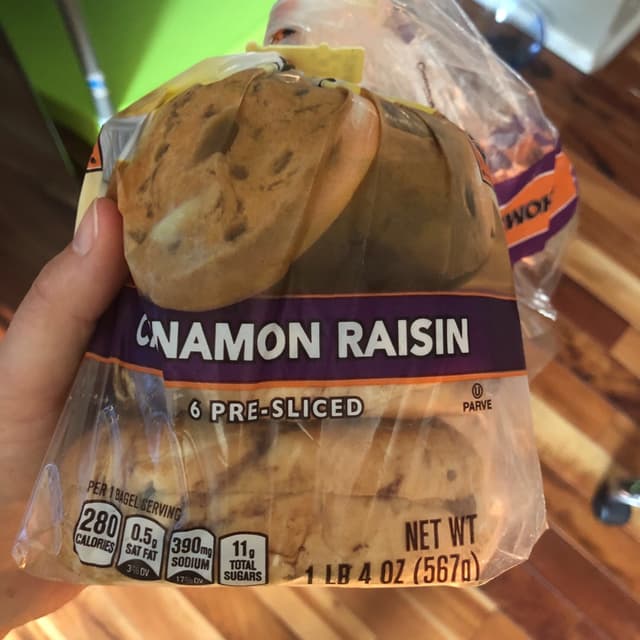 CINNAMON RAISIN
6 PRE-SLICED
U
PARVE
PER 1 BAGEL SERVING
280
CALORIES
0.5g
SAT FAT
3% DV
390mg
SODIUM
17% DV
11g
TOTAL
SUGARS
NET WT
1 LB 4 OZ (567g)